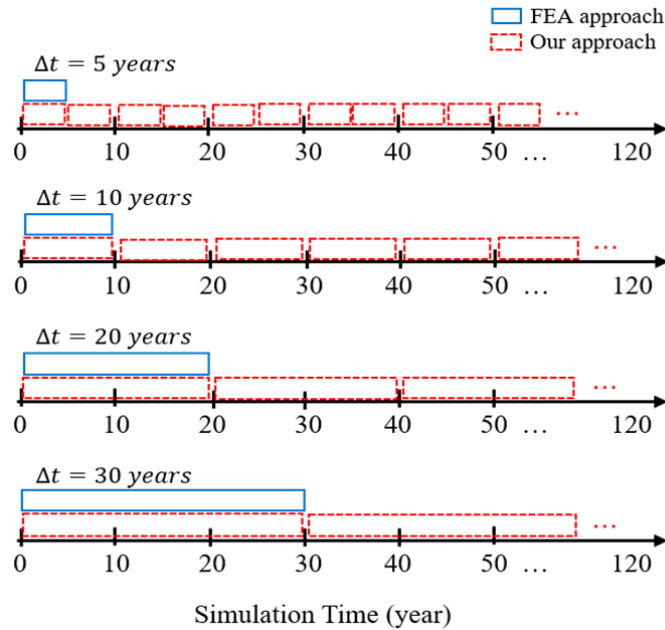 FEA approach
Our approach
Δt = 5 years
...
0 10 20 30 40 50 ... 120
Δt = 10 years
...
0 10 20 30 40 50 ... 120
Δt = 20 years
...
0 10 20 30 40 50 ... 120
Δt = 30 years
...
0 10 20 30 40 50 ... 120
Simulation Time (year)